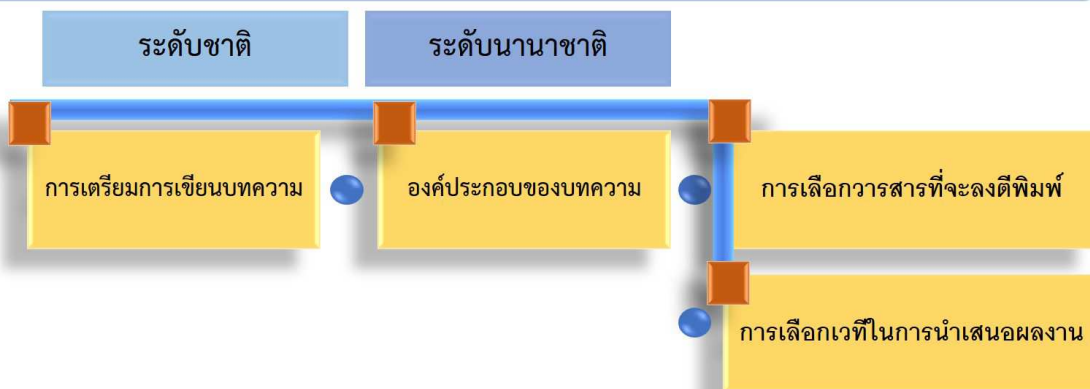 ระดับชาติ
ระดับนานาชาติ
การเตรียมการเขียนบทความ
องค์ประกอบของบทความ
การเลือกวารสารที่จะลงตีพิมพ์
การเลือกเวทีในการนำเสนอผลงาน